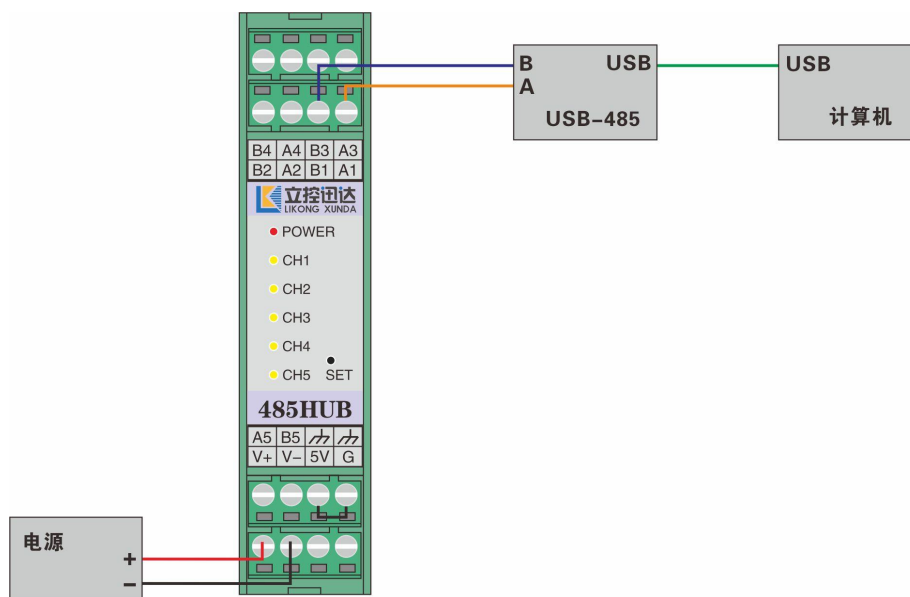 B USB
A
USB-485
USB
计算机
B4 A4 B3 A3
B2 A2 B1 A1
LK 立控迅达
LIKONG XUNDA
POWER
CH1
CH2
CH3
CH4
CH5 SET
485HUB
A5 B5
V+ V- 5V G
电源
+
-